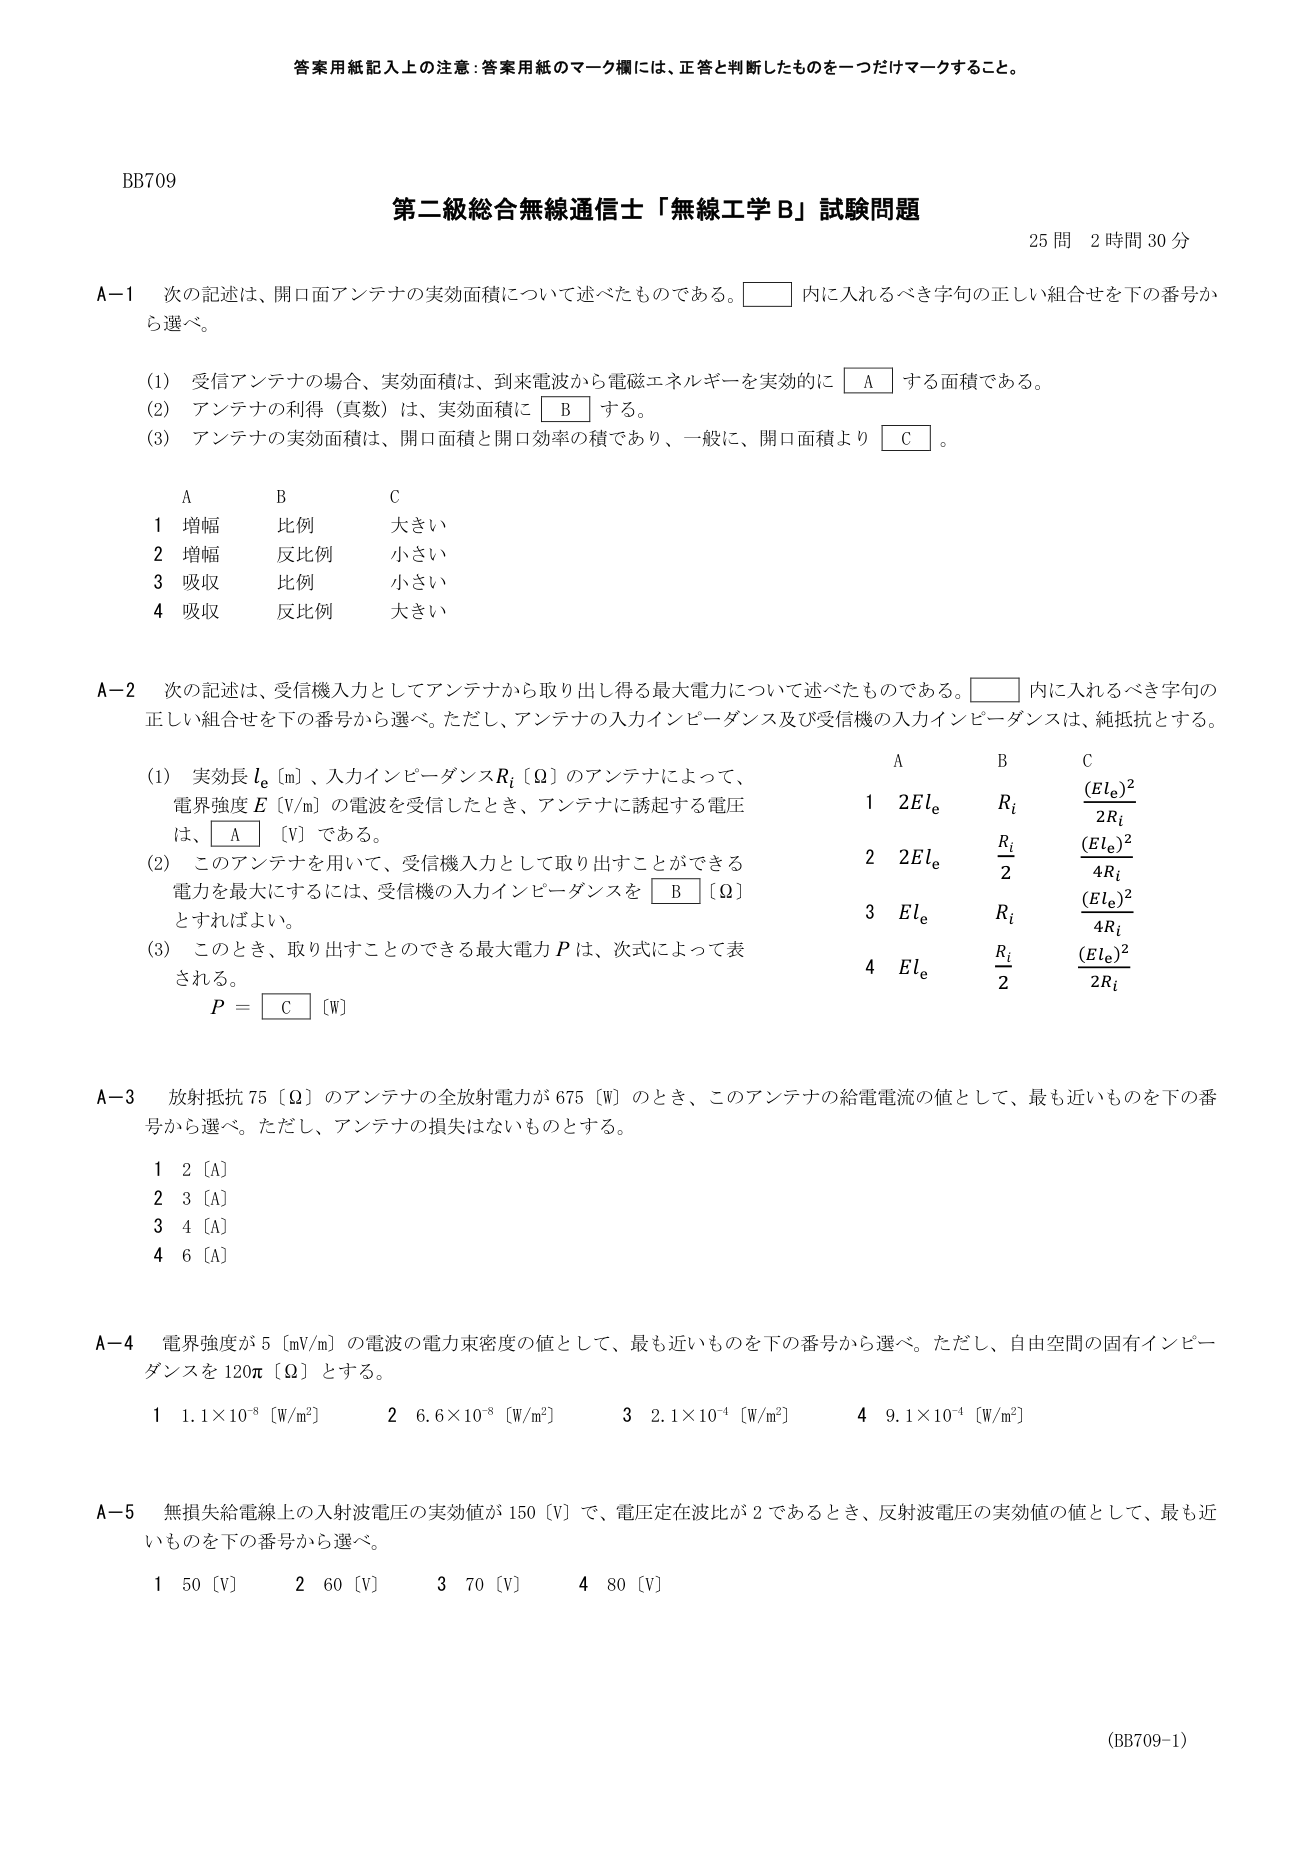 答案用紙記入上の注意：答案用紙のマーク欄には、正答と判断したものを一つだけマークすること。
BB709
第二級総合無線通信士「無線工学B」試験問題
25問　2時間30分
A－1　次の記述は、開口面アンテナの実効面積について述べたものである。□内に入れるべき字句の正しい組合せを下の番号か
ら選べ。
(1)　受信アンテナの場合、実効面積は、到来電波から電磁エネルギーを実効的に A する面積である。
(2)　アンテナの利得（真数）は、実効面積に B する。
(3)　アンテナの実効面積は、開口面積と開口効率の積であり、一般に、開口面積より C 。
A　B　C
1　増幅　比例　大きい
2　増幅　反比例　小さい
3　吸収　比例　小さい
4　吸収　反比例　大きい
A－2　次の記述は、受信機入力としてアンテナから取り出し得る最大電力について述べたものである。□内に入れるべき字句の
正しい組合せを下の番号から選べ。ただし、アンテナの入力インピーダンス及び受信機の入力インピーダンスは、純抵抗とする。
(1)　実効長 lₑ〔m〕、入力インピーダンスRᵢ〔Ω〕のアンテナによって、
電界強度 E〔V/m〕の電波を受信したとき、アンテナに誘起する電圧
は、 A 〔V〕である。
(2)　このアンテナを用いて、受信機入力として取り出すことができる
電力を最大にするには、受信機の入力インピーダンスを B 〔Ω〕
とすればよい。
(3)　このとき、取り出すことのできる最大電力 P は、次式によって表
される。
P ＝ C 〔W〕
A　B　C
1　2Elₑ　Rᵢ　(Elₑ)²/2Rᵢ
2　2Elₑ　Rᵢ/2　(Elₑ)²/4Rᵢ
3　Elₑ　Rᵢ　(Elₑ)²/4Rᵢ
4　Elₑ　Rᵢ/2　(Elₑ)²/2Rᵢ
A－3　放射抵抗75〔Ω〕のアンテナの全放射電力が675〔W〕のとき、このアンテナの給電電流の値として、最も近いものを下の番
号から選べ。ただし、アンテナの損失はないものとする。
1　2〔A〕
2　3〔A〕
3　4〔A〕
4　6〔A〕
A－4　電界強度が5〔mV/m〕の電波の電力束密度の値として、最も近いものを下の番号から選べ。ただし、自由空間の固有インピー
ダンスを120π〔Ω〕とする。
1　1.1×10⁻⁸〔W/m²〕　2　6.6×10⁻⁸〔W/m²〕　3　2.1×10⁻⁴〔W/m²〕　4　9.1×10⁻⁴〔W/m²〕
A－5　無損失給電線上の入射波電圧の実効値が150〔V〕で、電圧定在波比が2であるとき、反射波電圧の実効値の値として、最も近
いものを下の番号から選べ。
1　50〔V〕　2　60〔V〕　3　70〔V〕　4　80〔V〕
(BB709-1)